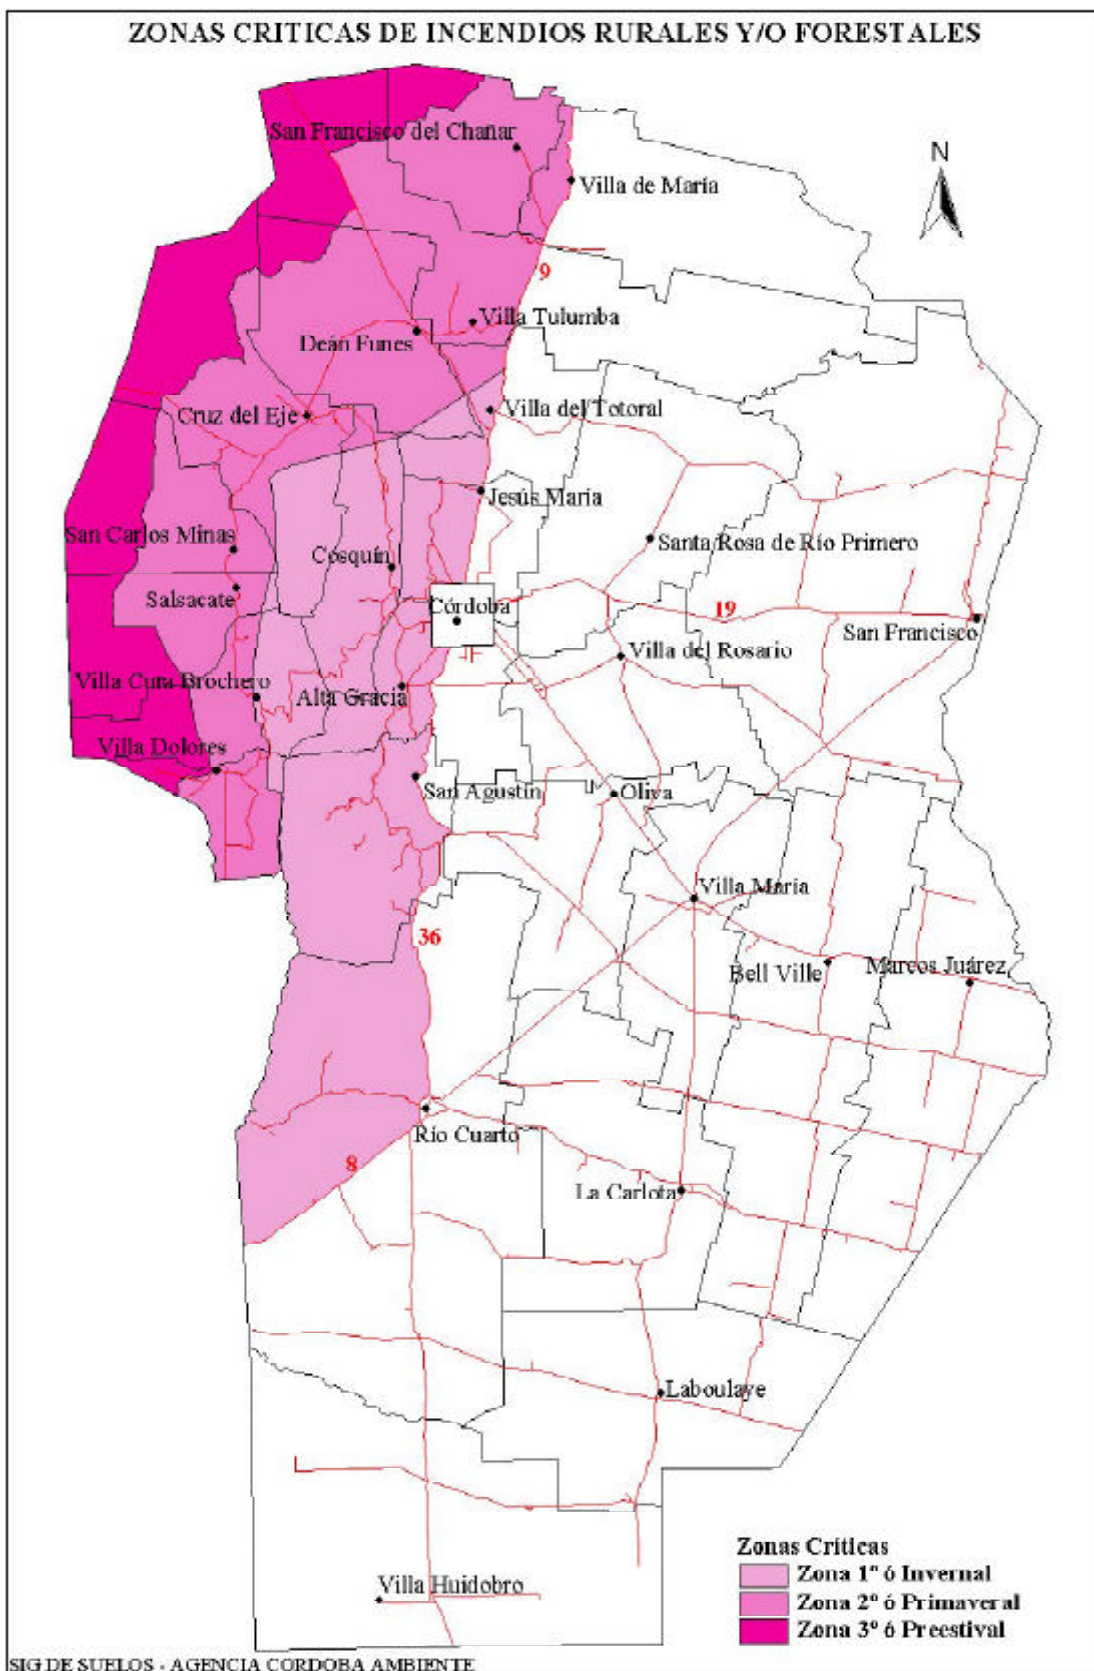 ZONAS CRITICAS DE INCENDIOS RURALES Y/O FORESTALES
N
San Francisco del Chañar
Villa de María
9
Villa Tulumba
Deán Funes
Villa del Totoral
Cruz del Eje
Jesús María
San Carlos Minas
Cosquín
Santa Rosa de Río Primero
Salsacate
Córdoba
19
San Francisco
Villa del Rosario
Villa Cura Brochero
Alta Gracia
Villa Dolores
San Agustín
Oliva
Villa María
36
Bell Ville
Marcos Juárez
Río Cuarto
8
La Carlota
Laboulaye
Villa Huidobro
Zonas Críticas
Zona 1º ó Invernal
Zona 2º ó Primaveral
Zona 3º ó Preestival
SIG DE SUELOS - AGENCIA CORDOBA AMBIENTE